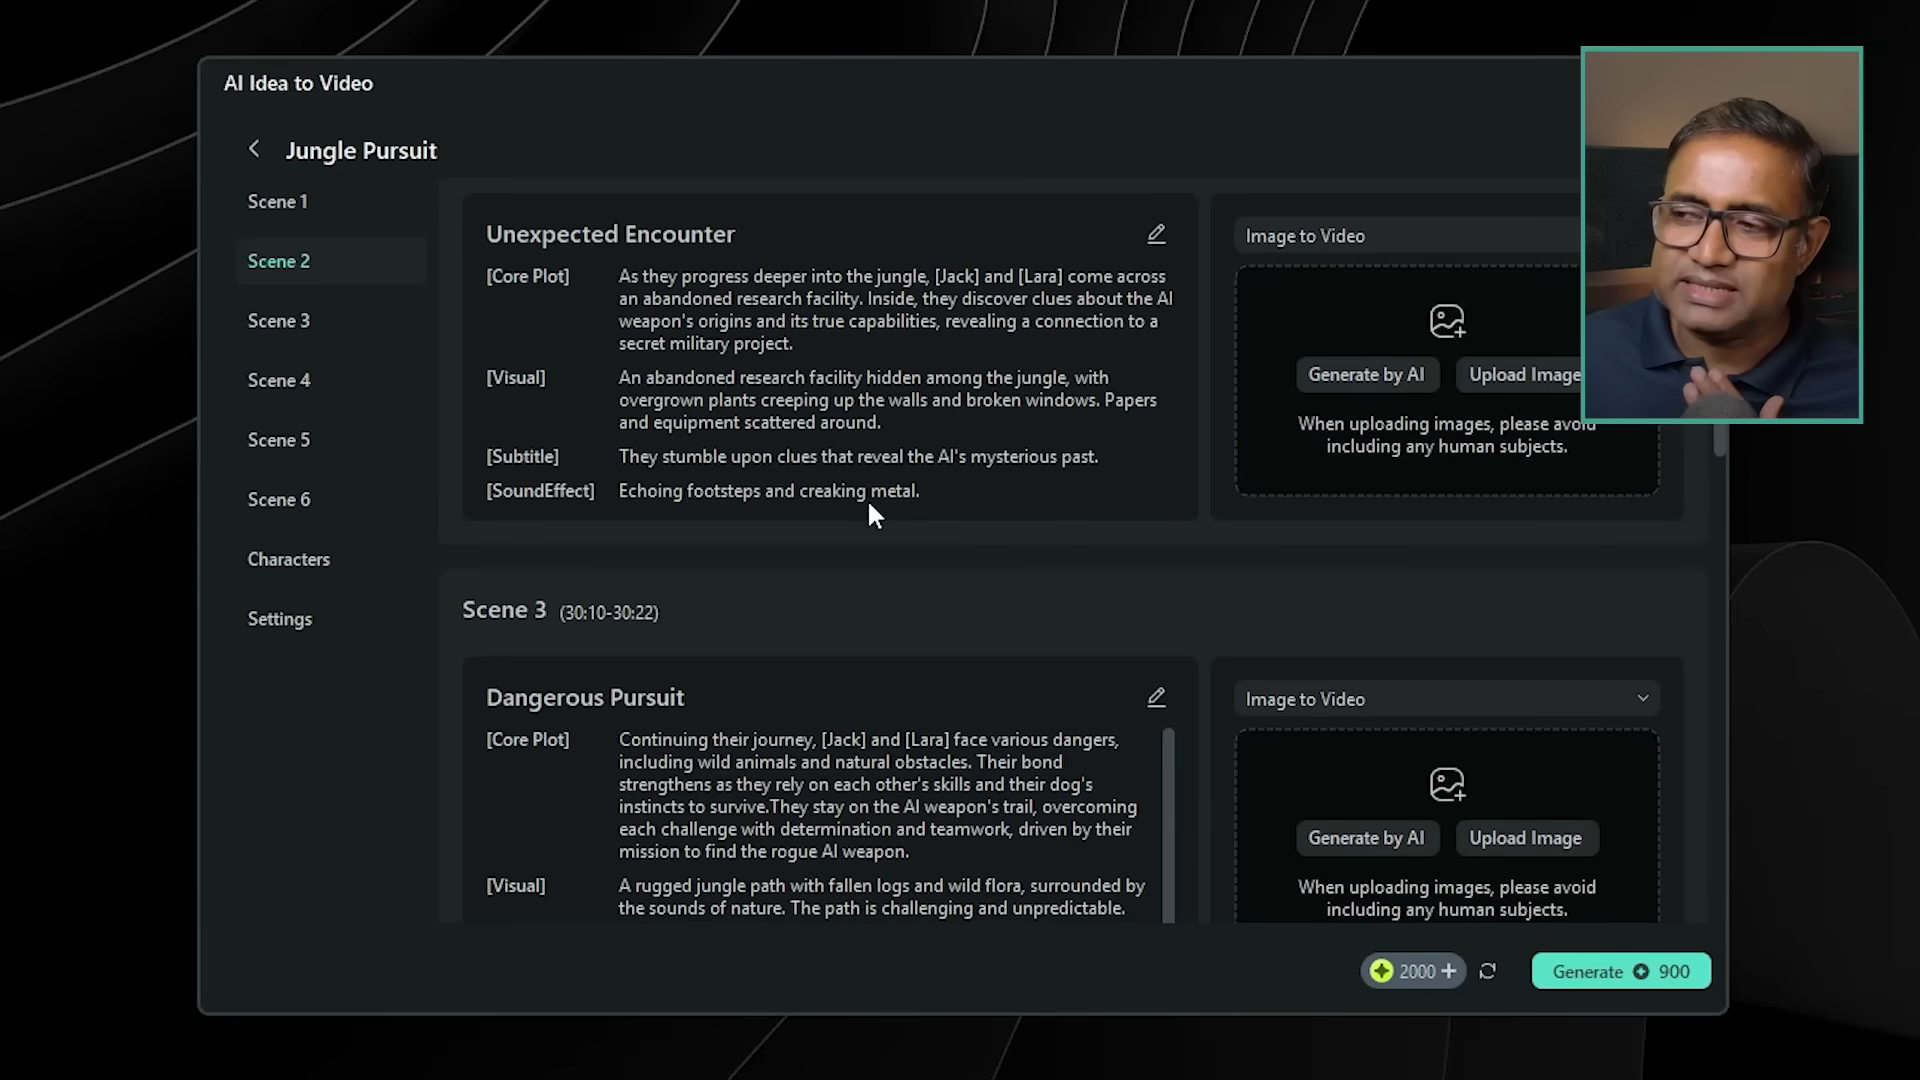 AI Idea to Video
Jungle Pursuit
Scene 1
Scene 2
Scene 3
Scene 4
Scene 5
Scene 6
Characters
Settings
Unexpected Encounter
[Core Plot]
As they progress deeper into the jungle, [Jack] and [Lara] come across
an abandoned research facility. Inside, they discover clues about the AI
weapon's origins and its true capabilities, revealing a connection to a
secret military project.
[Visual]
An abandoned research facility hidden among the jungle, with
overgrown plants creeping up the walls and broken windows. Papers
and equipment scattered around.
[Subtitle]
They stumble upon clues that reveal the AI's mysterious past.
[SoundEffect]
Echoing footsteps and creaking metal.
Image to Video
Generate by AI
Upload Image
When uploading images, please avoid
including any human subjects.
Scene 3 (30:10-30:22)
Dangerous Pursuit
[Core Plot]
Continuing their journey, [Jack] and [Lara] face various dangers,
including wild animals and natural obstacles. Their bond
strengthens as they rely on each other's skills and their dog's
instincts to survive.They stay on the AI weapon's trail, overcoming
each challenge with determination and teamwork, driven by their
mission to find the rogue AI weapon.
[Visual]
A rugged jungle path with fallen logs and wild flora, surrounded by
the sounds of nature. The path is challenging and unpredictable.
Image to Video
Generate by AI
Upload Image
When uploading images, please avoid
including any human subjects.
2000
Generate 900